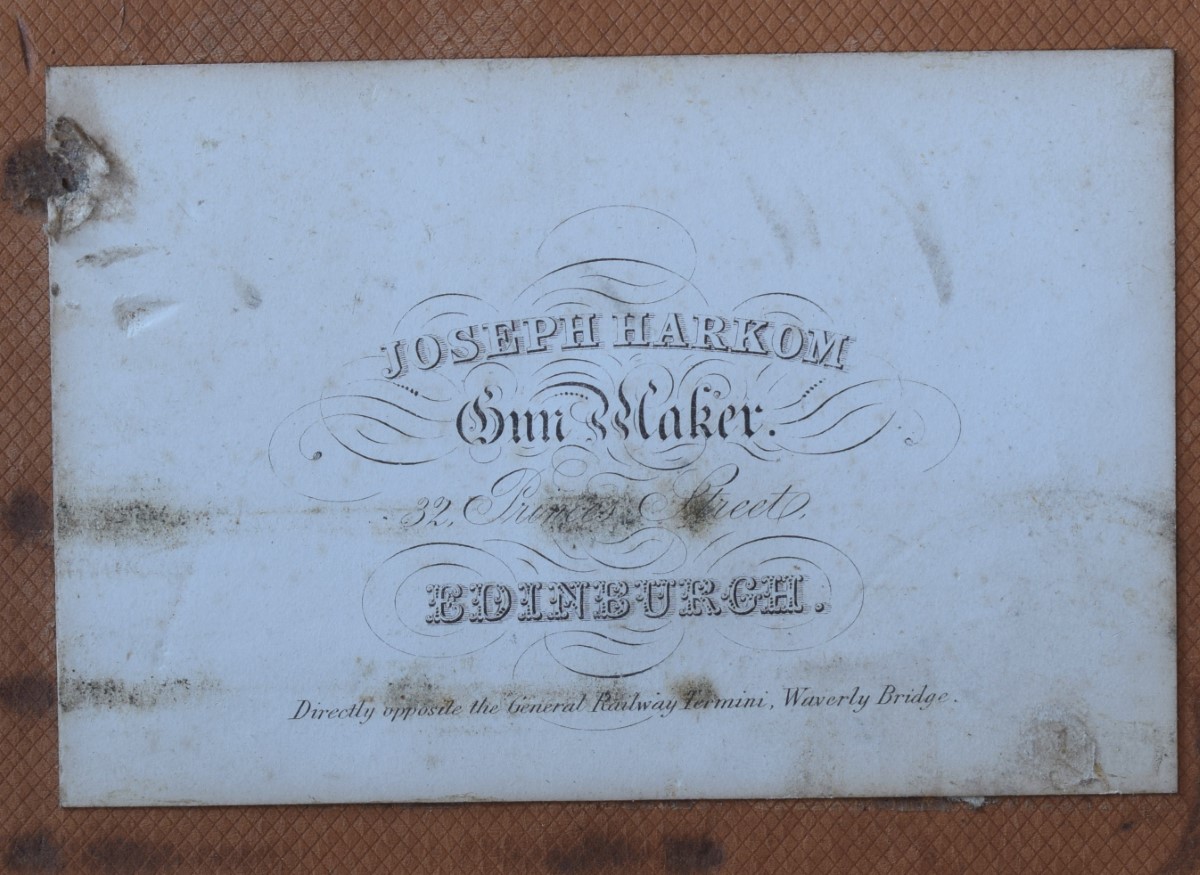 JOSEPH HARKOM
Gun Maker.
32, Princes Street,
EDINBURGH.
Directly opposite the General Railway Termini, Waverly Bridge.